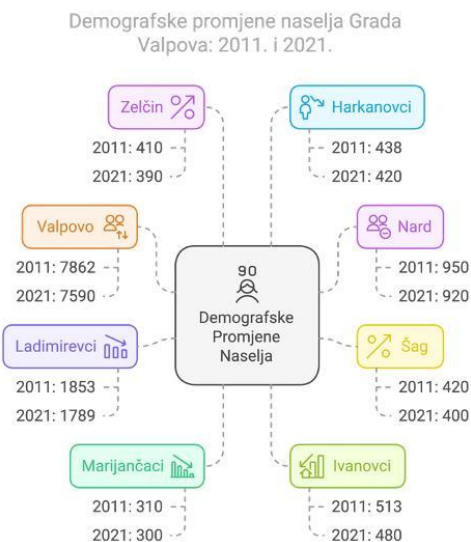 Demografske promjene naselja Grada
Valpova: 2011. i 2021.
Zelčin
2011: 410
2021: 390
Harkanovci
2011: 438
2021: 420
Valpovo
2011: 7862
2021: 7590
Nard
2011: 950
2021: 920
90
Demografske
Promjene
Naselja
Ladimirevci
2011: 1853
2021: 1789
Šag
2011: 420
2021: 400
Marijančaci
2011: 310
2021: 300
Ivanovci
2011: 513
2021: 480